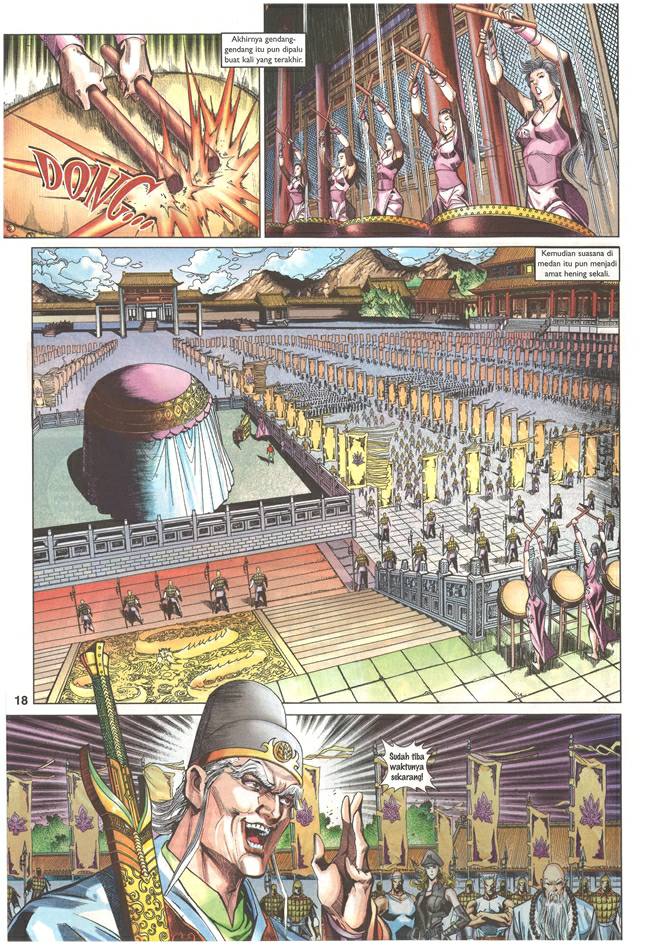 Akhirnya gendang-
gendang itu pun dipalu
buat kali yang terakhir.
DONG...
Kemudian suasana di
medan itu pun menjadi
amat hening sekali.
18
Sudah tiba
waktunya
sekarang!